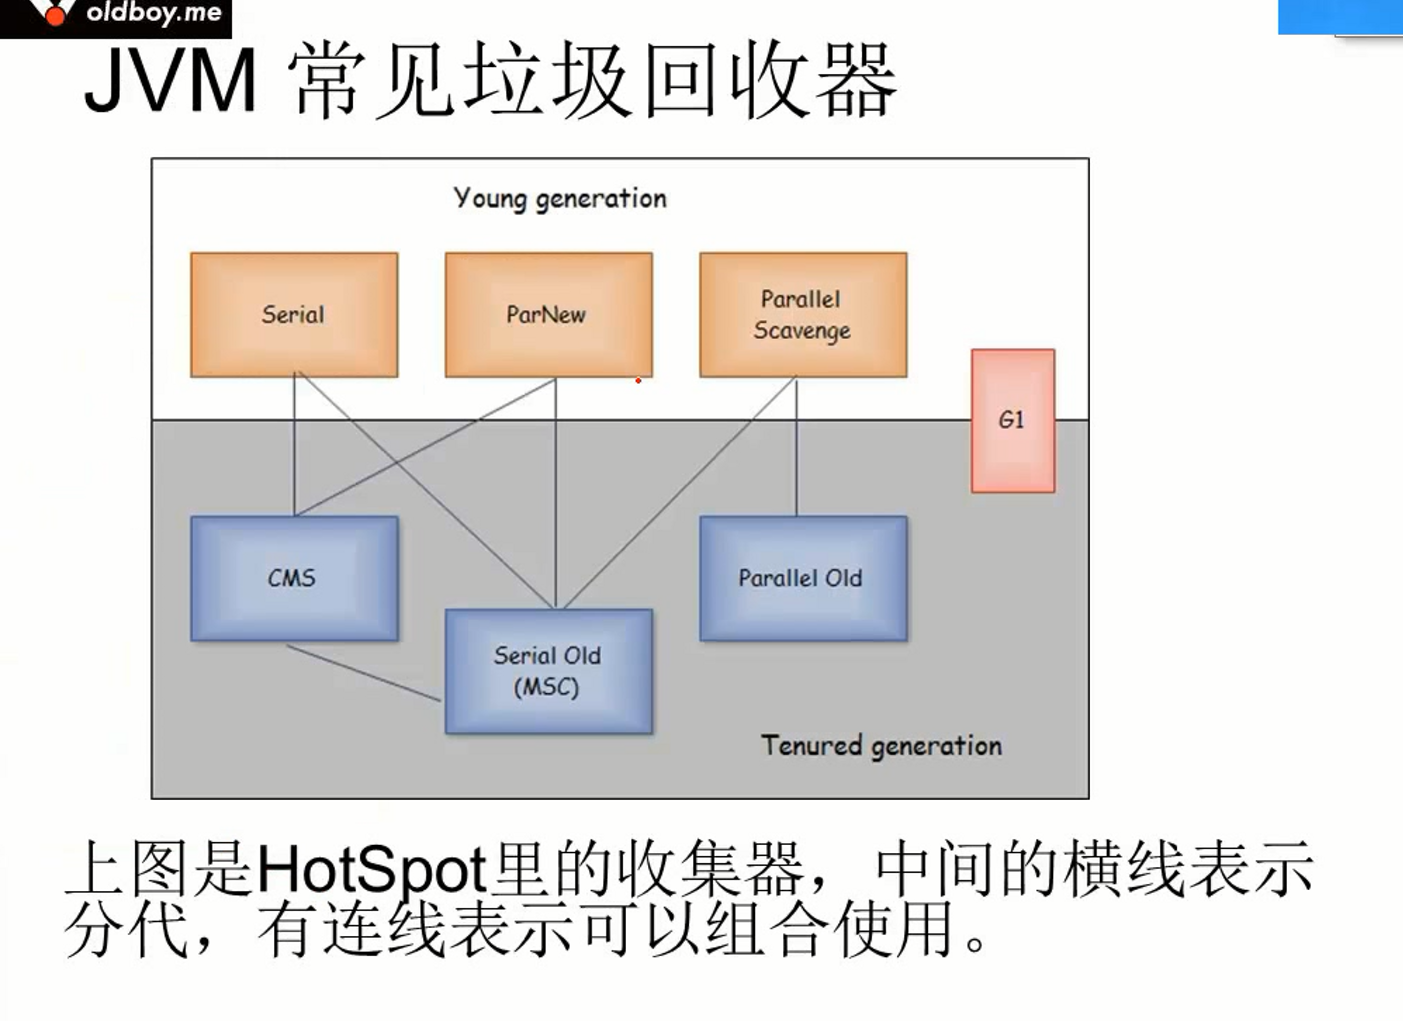 oldboy.me
JVM 常见垃圾回收器
Young generation
Serial
ParNew
Parallel
Scavenge
G1
CMS
Parallel Old
Serial Old
(MSC)
Tenured generation
上图是HotSpot里的收集器，中间的横线表示
分代，有连线表示可以组合使用。